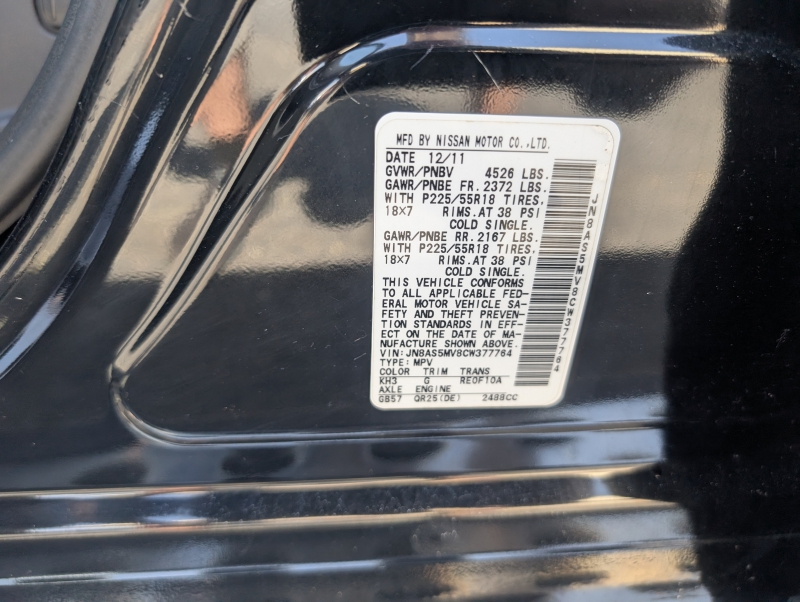 MFD BY NISSAN MOTOR CO.,LTD.
DATE 12/11
GVWR/PNBV 4526 LBS.
GAWR/PNBE FR. 2372 LBS.
WITH P225/55R18 TIRES,
18X7 RIMS.AT 38 PSI
COLD SINGLE.
GAWR/PNBE RR. 2167 LBS.
WITH P225/55R18 TIRES,
18X7 RIMS.AT 38 PSI
COLD SINGLE.
THIS VEHICLE CONFORMS
TO ALL APPLICABLE FED-
ERAL MOTOR VEHICLE SA-
FETY AND THEFT PREVEN-
TION STANDARDS IN EFF-
ECT ON THE DATE OF MA-
NUFACTURE SHOWN ABOVE.
VIN:JN8AS5MV8CW377764
TYPE:MPV
COLOR TRIM TRANS
KH3 G RE0F10A
AXLE ENGINE
GB57 QR25(DE) 2488CC
JN8AS5MV8CW377764